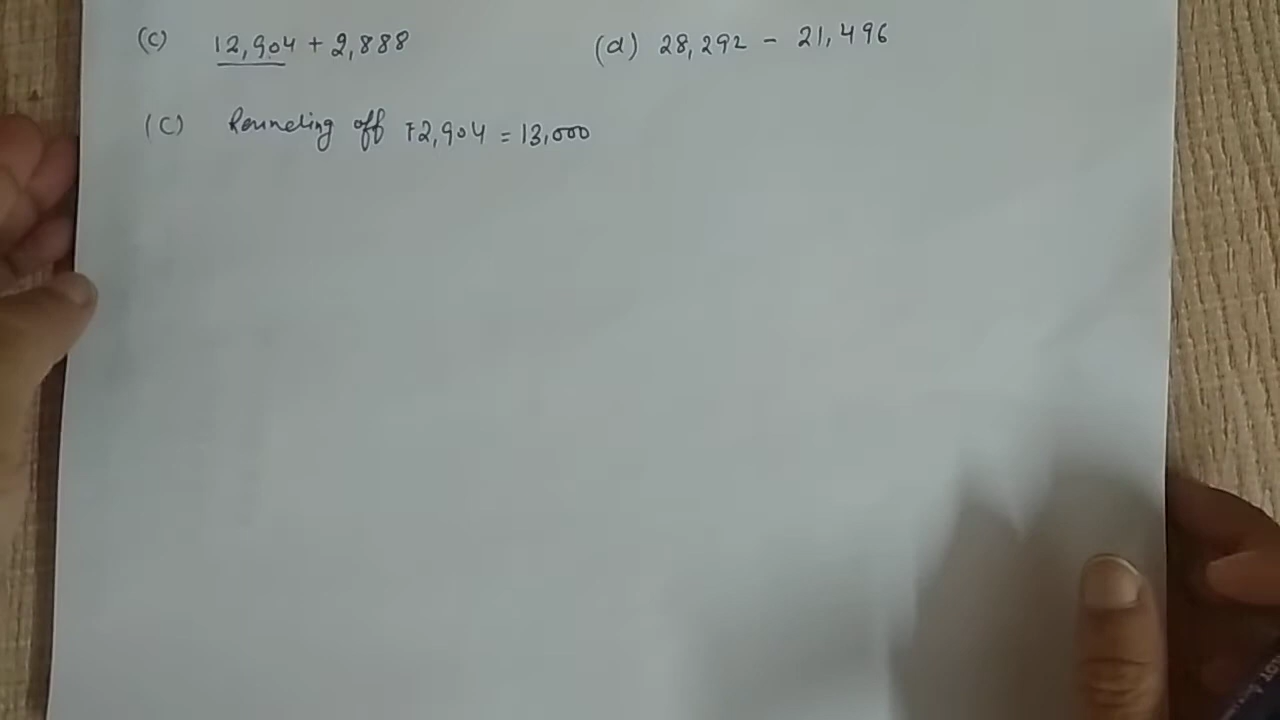 (c) 12,904 + 2,888 (d) 28,292 - 21,496
(C) Rounding off 12,904 = 13,000